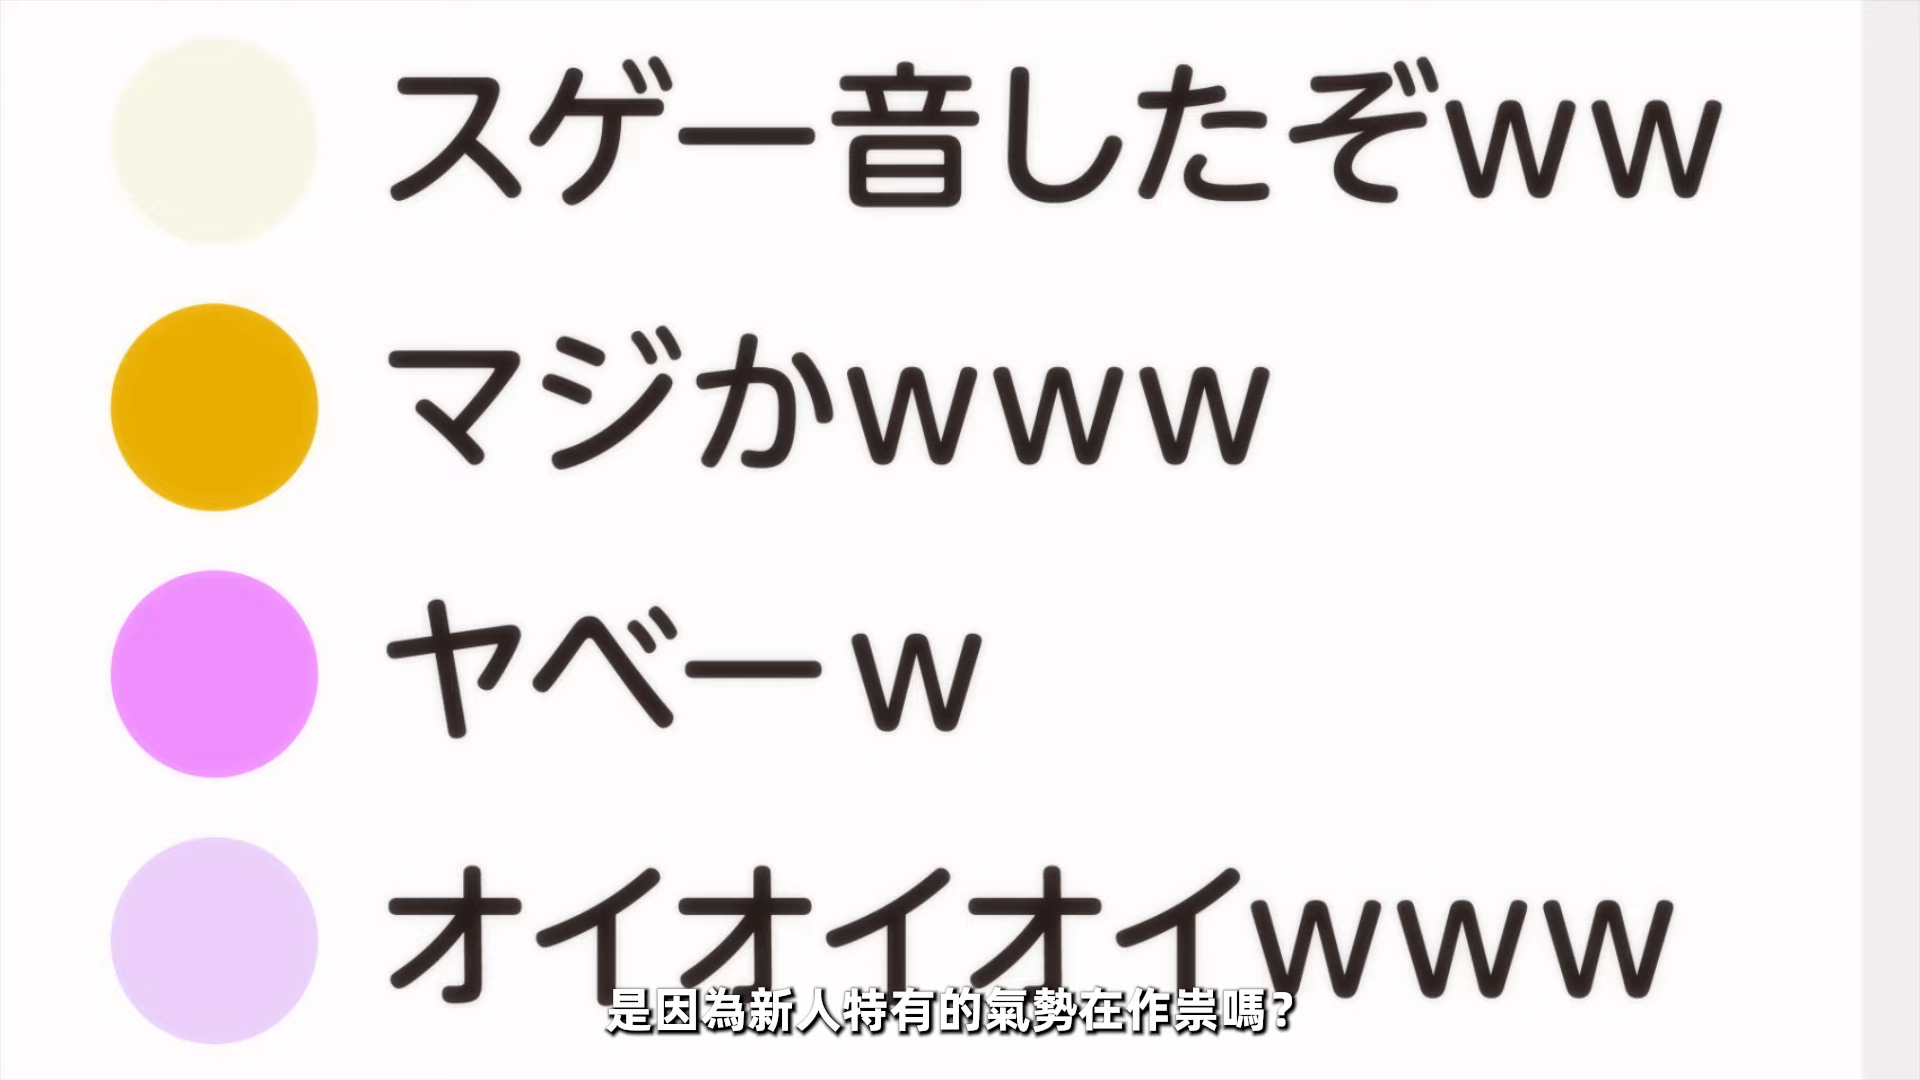 スゲー音したぞｗｗ
マジかｗｗｗ
ヤベーｗ
オイオイオイｗｗｗ
是因為新人特有的氣勢在作祟嗎?